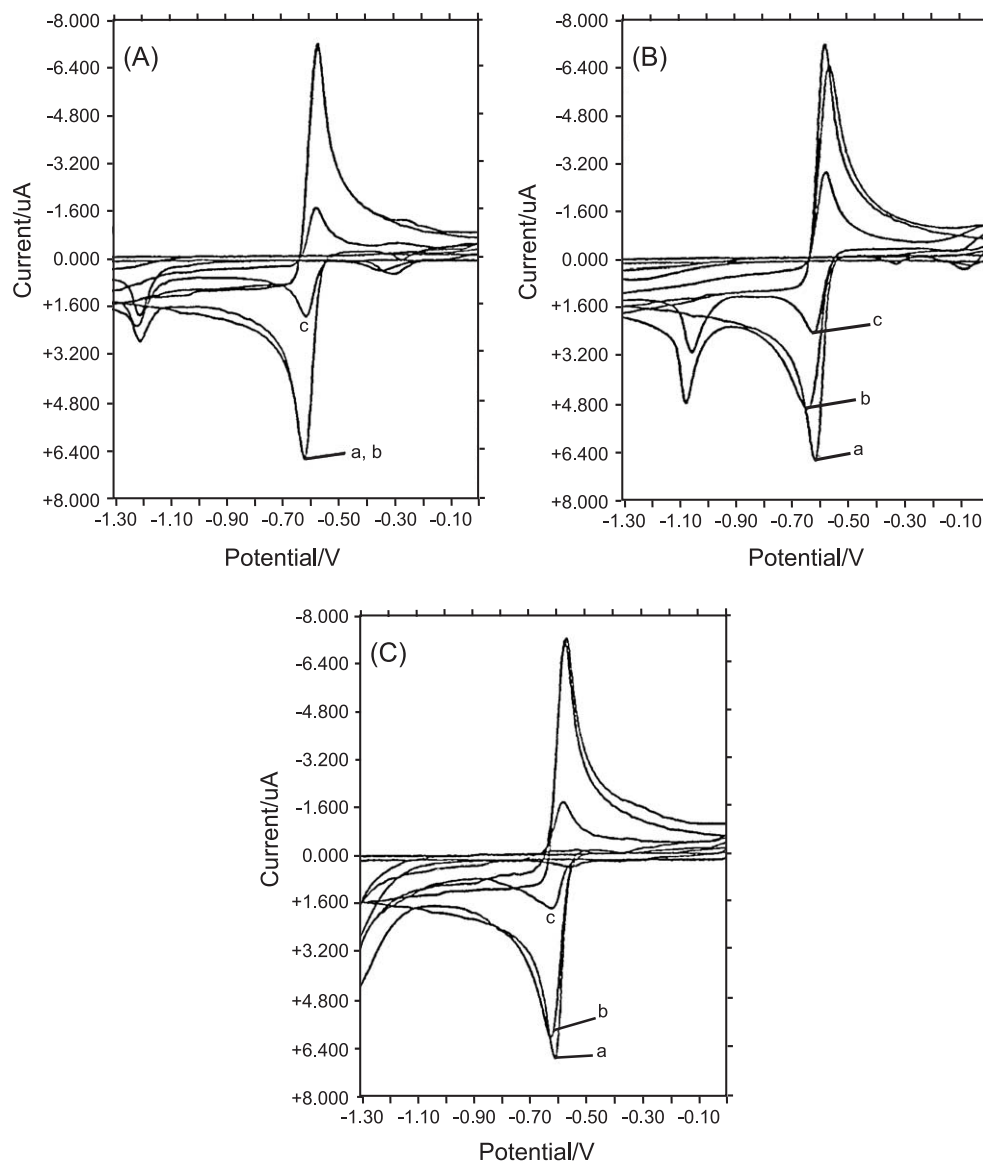 (A)
Current/uA
-8.000
-6.400
-4.800
-3.200
-1.600
0.000
+1.600
+3.200
+4.800
+6.400
+8.000
c
a, b
-1.30 -1.10 -0.90 -0.70 -0.50 -0.30 -0.10
Potential/V
(B)
Current/uA
-8.000
-6.400
-4.800
-3.200
-1.600
0.000
+1.600
+3.200
+4.800
+6.400
+8.000
c
b
a
-1.30 -1.10 -0.90 -0.70 -0.50 -0.30 -0.10
Potential/V
(C)
Current/uA
-8.000
-6.400
-4.800
-3.200
-1.600
0.000
+1.600
+3.200
+4.800
+6.400
+8.000
c
b
a
-1.30 -1.10 -0.90 -0.70 -0.50 -0.30 -0.10
Potential/V